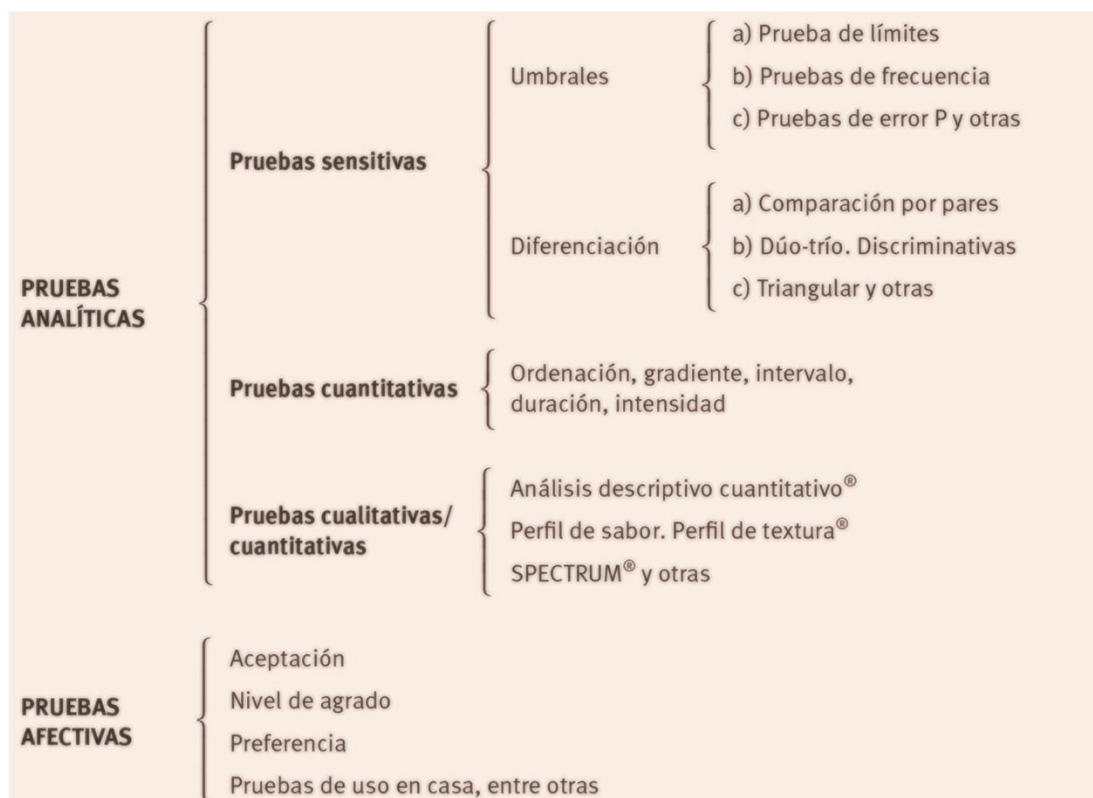 PRUEBAS
ANALÍTICAS
Pruebas sensitivas
Umbrales
a) Prueba de límites
b) Pruebas de frecuencia
c) Pruebas de error P y otras
Diferenciación
a) Comparación por pares
b) Dúo-trío. Discriminativas
c) Triangular y otras
Pruebas cuantitativas
Ordenación, gradiente, intervalo,
duración, intensidad
Pruebas cualitativas/
cuantitativas
Análisis descriptivo cuantitativo®
Perfil de sabor. Perfil de textura®
SPECTRUM® y otras
PRUEBAS
AFECTIVAS
Aceptación
Nivel de agrado
Preferencia
Pruebas de uso en casa, entre otras